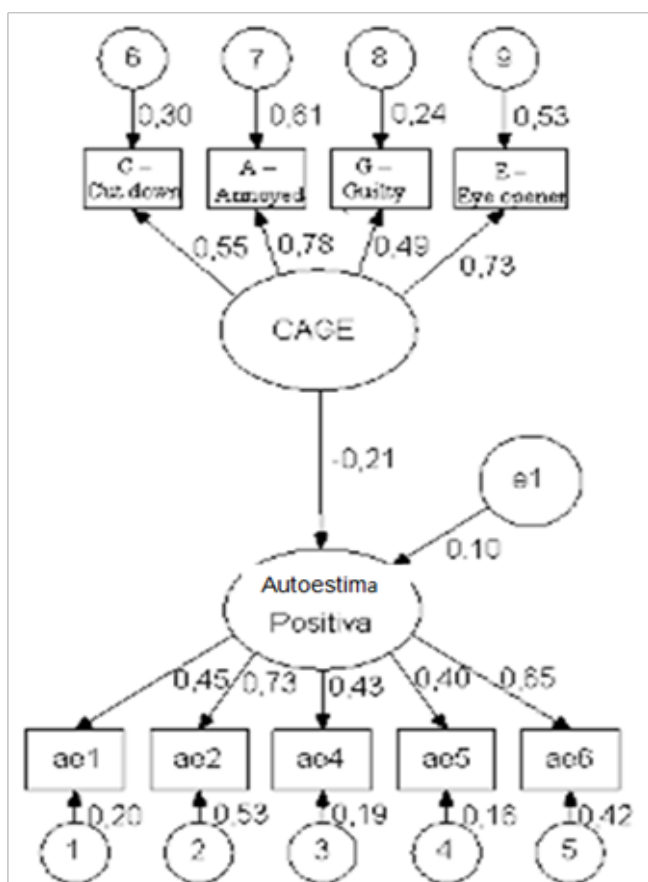 6 7 8 9
0,30 0,61 0,24 0,53
C – A – G – E –
Cut down Annoyed Guilty Eye opener
0,55 0,78 0,49 0,73
CAGE
-0,21
e1
0,10
Autoestima
Positiva
0,45 0,73 0,43 0,40 0,65
ae1 ae2 ae4 ae5 ae6
0,20 0,53 0,19 0,16 0,42
1 2 3 4 5